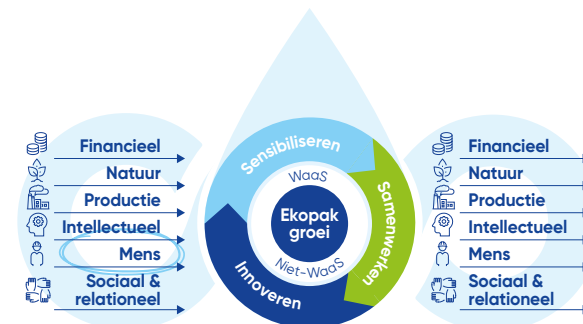 Financieel
Natuur
Productie
Intellectueel
Mens
Sociaal &
relationeel
Sensibiliseren
Samenwerken
Innoveren
WaaS
Ekopak
groei
Niet-WaaS
Financieel
Natuur
Productie
Intellectueel
Mens
Sociaal &
relationeel